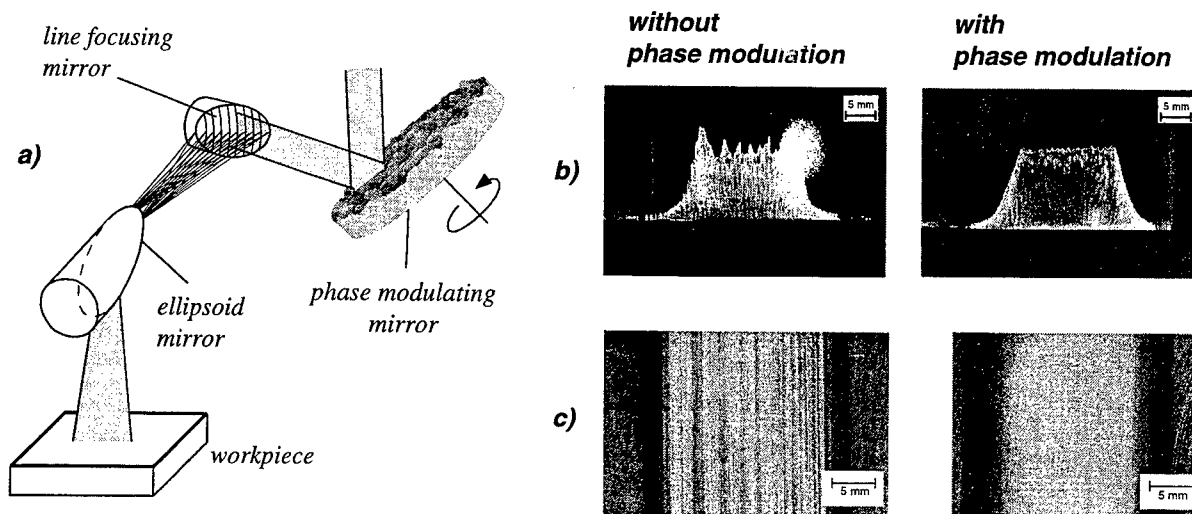 a)
line focusing
mirror
ellipsoid
mirror
phase modulating
mirror
workpiece
without
phase modulation
with
phase modulation
b)
5 mm
5 mm
c)
5 mm
5 mm